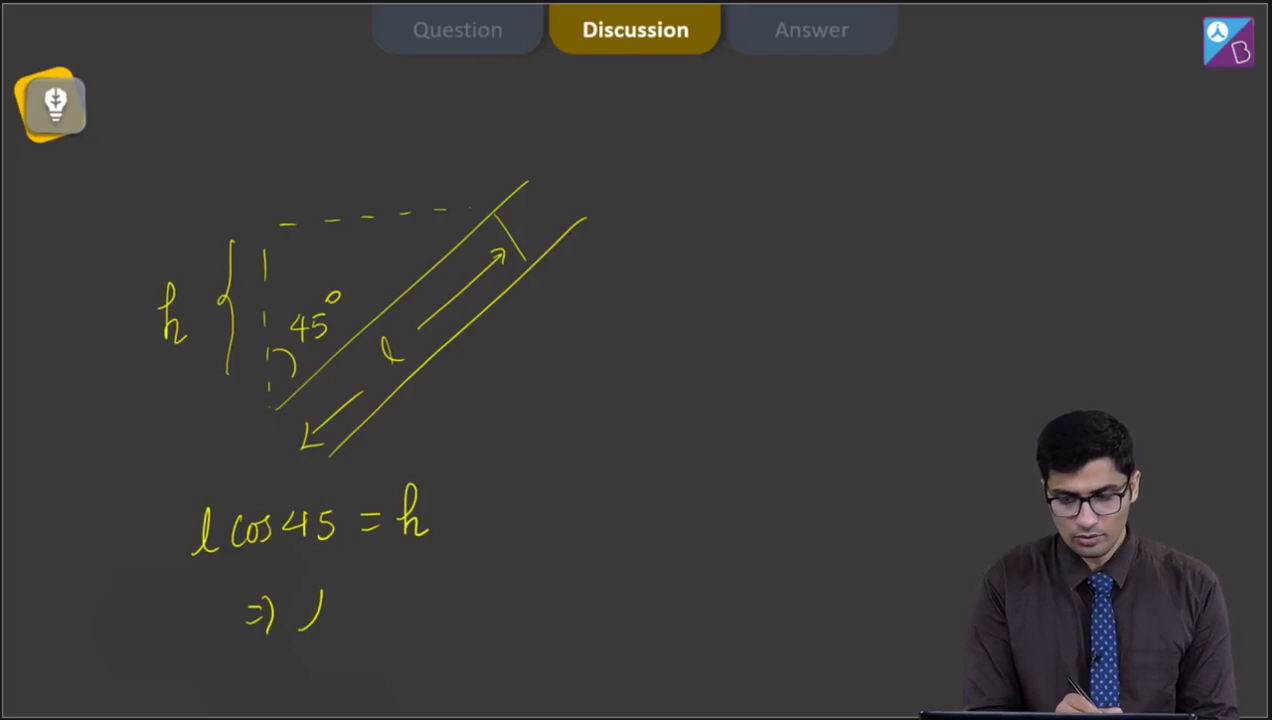 Question Discussion Answer
B
h { 45°
l
l cos 45 = h
⇒